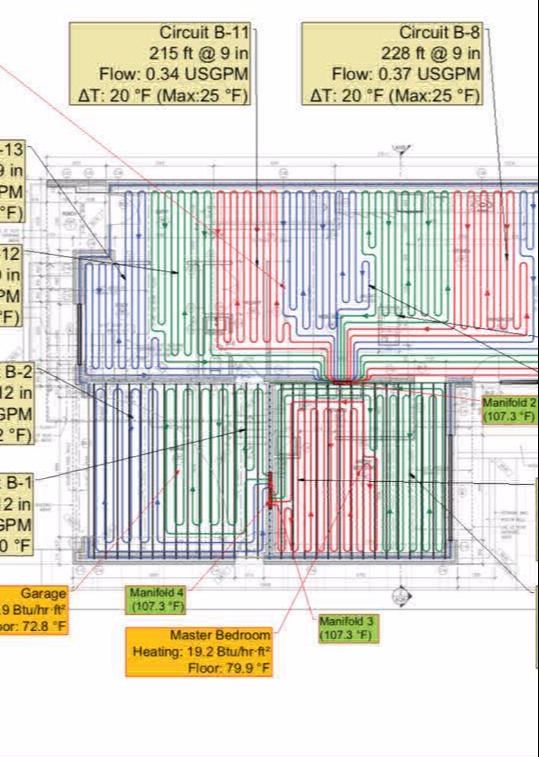 Circuit B-11
215 ft @ 9 in
Flow: 0.34 USGPM
ΔT: 20 °F (Max:25 °F)
Circuit B-8
228 ft @ 9 in
Flow: 0.37 USGPM
ΔT: 20 °F (Max:25 °F)
-13
9 in
PM
°F)
-12
in
PM
°F)
B-2
12 in
GPM
°F)
B-1
12 in
GPM
0 °F)
Manifold 2
(107.3 °F)
Garage
.9 Btu/hr·ft²
oor: 72.8 °F
Manifold 4
(107.3 °F)
Manifold 3
(107.3 °F)
Master Bedroom
Heating: 19.2 Btu/hr·ft²
Floor: 79.9 °F